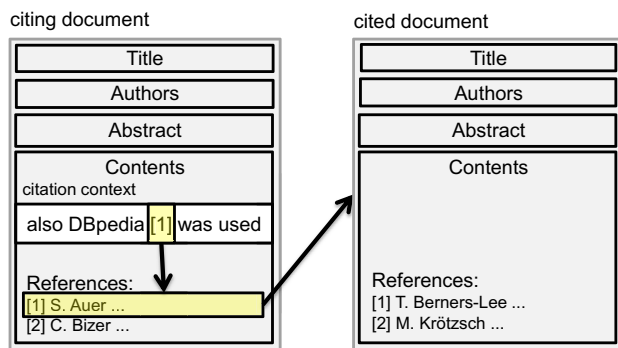 citing document
Title
Authors
Abstract
Contents
citation context
also DBpedia [1] was used
References:
[1] S. Auer ...
[2] C. Bizer ...
cited document
Title
Authors
Abstract
Contents
References:
[1] T. Berners-Lee ...
[2] M. Krötzsch ...